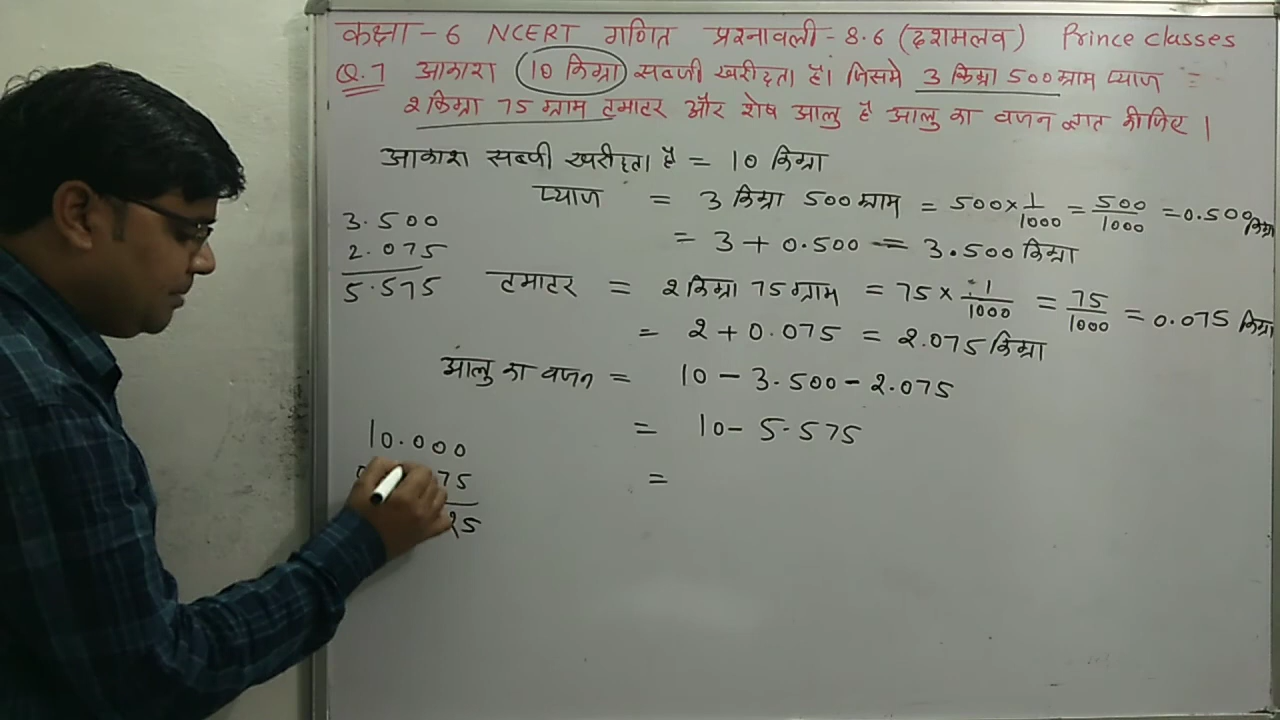 कक्षा - 6 NCERT गणित प्रश्नावली - 8.6 (दशमलव) Prince classes
Q.7 आकाश 10 किग्रा सब्जी खरीदता है। जिसमे 3 किग्रा 500 ग्राम प्याज
2 किग्रा 75 ग्राम टमाटर और शेष आलु है आलु का वजन ज्ञात कीजिए।
आकाश सब्जी खरीदता है = 10 किग्रा
प्याज = 3 किग्रा 500 ग्राम = 500 × 1/1000 = 500/1000 = 0.500 किग्रा
= 3 + 0.500 = 3.500 किग्रा
3.500
2.075
5.575
टमाटर = 2 किग्रा 75 ग्राम = 75 × 1/1000 = 75/1000 = 0.075 किग्रा
= 2 + 0.075 = 2.075 किग्रा
आलु का वजन = 10 - 3.500 - 2.075
= 10 - 5.575
=
10.000
75
25